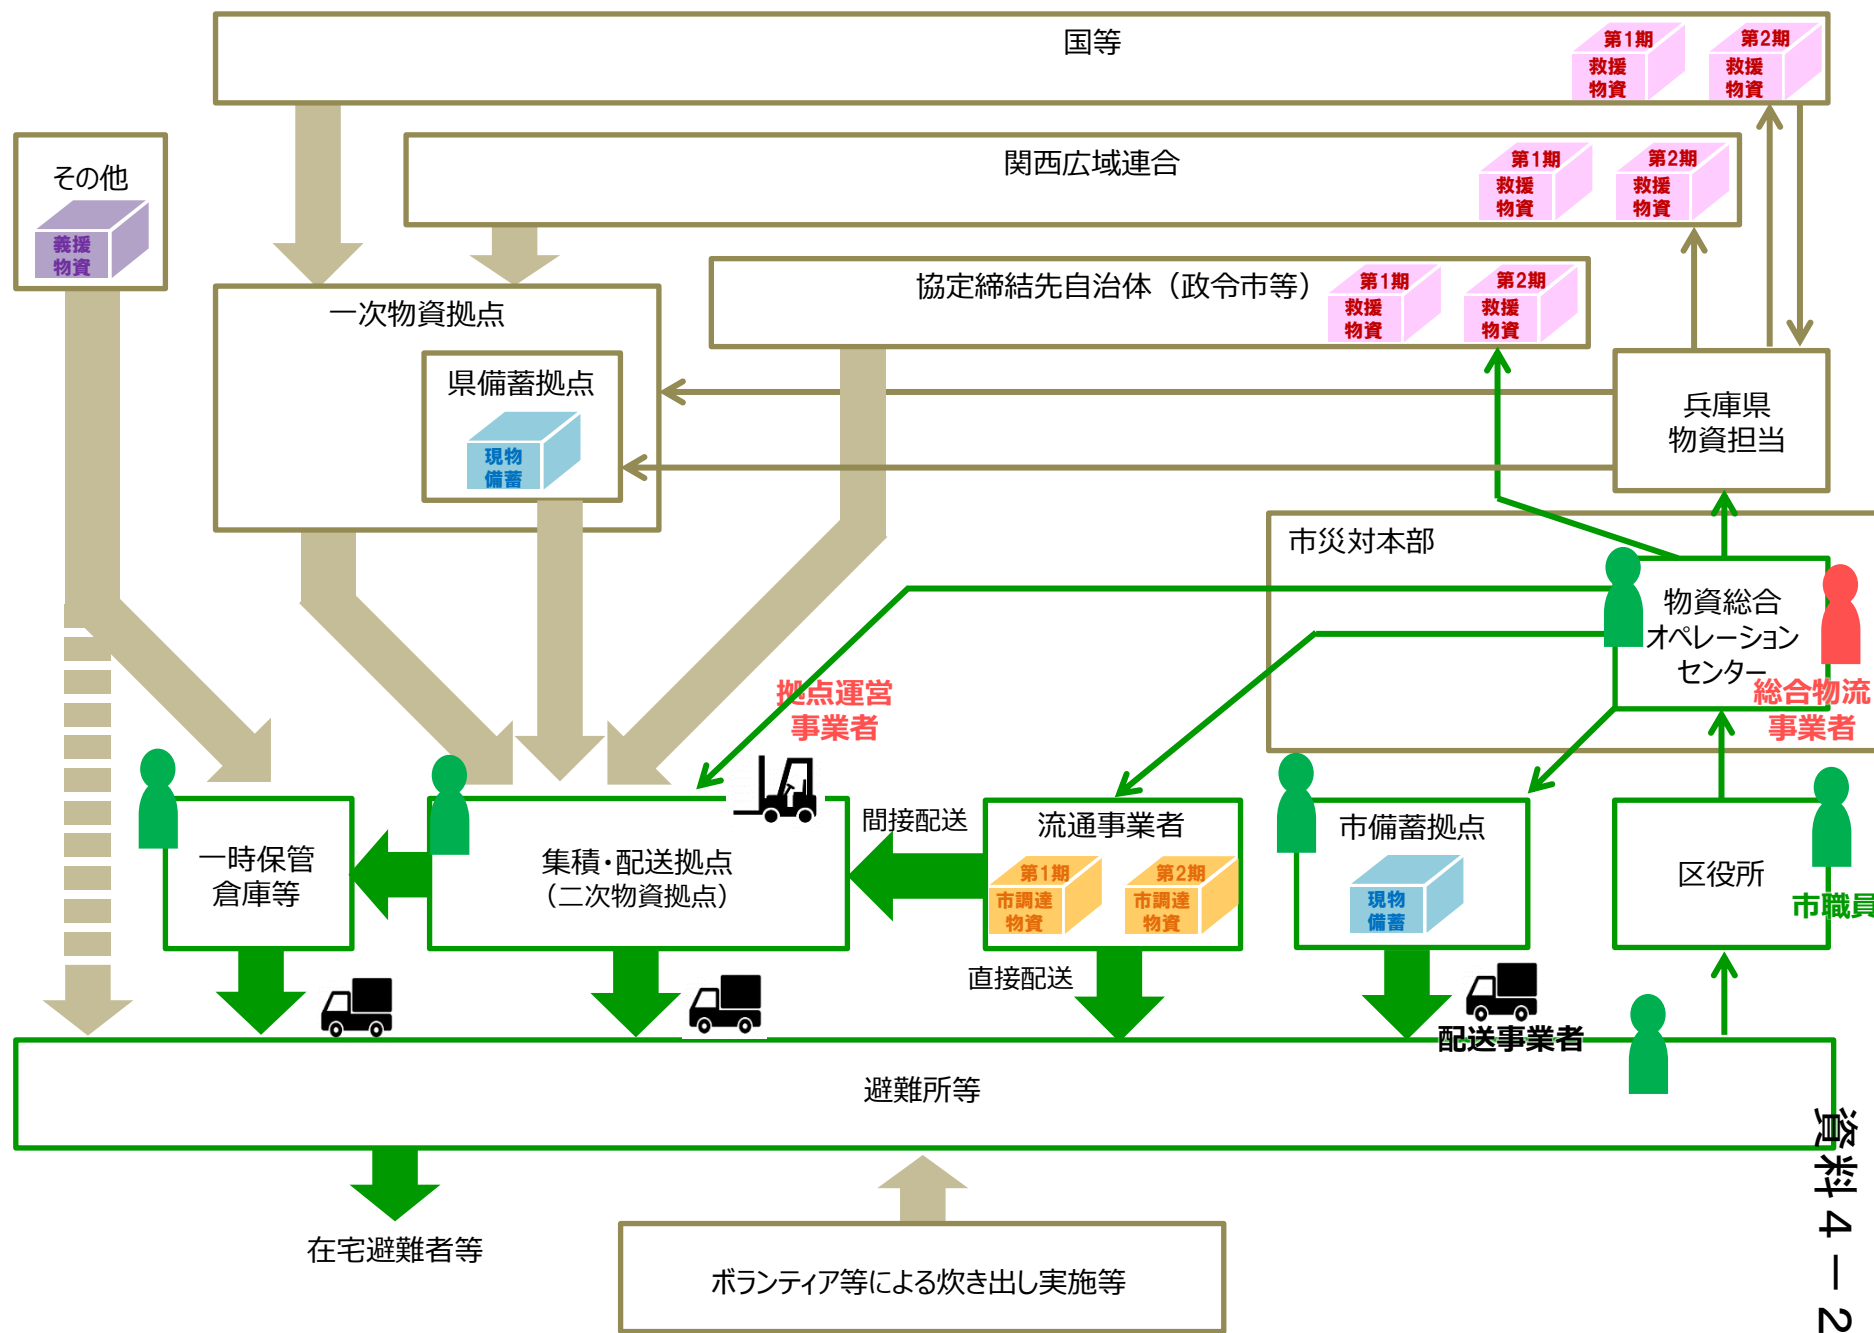 国等
第1期
救援
物資
第2期
救援
物資
関西広域連合
第1期
救援
物資
第2期
救援
物資
その他
義援
物資
協定締結先自治体（政令市等）
第1期
救援
物資
第2期
救援
物資
一次物資拠点
県備蓄拠点
現物
備蓄
兵庫県
物資担当
市災対本部
物資総合
オペレーション
センター
総合物流
事業者
拠点運営
事業者
一時保管
倉庫等
集積・配送拠点
（二次物資拠点）
間接配送
流通事業者
第1期
市調達
物資
第2期
市調達
物資
直接配送
市備蓄拠点
現物
備蓄
区役所
市職員
配送事業者
避難所等
在宅避難者等
ボランティア等による炊き出し実施等
資料４－２